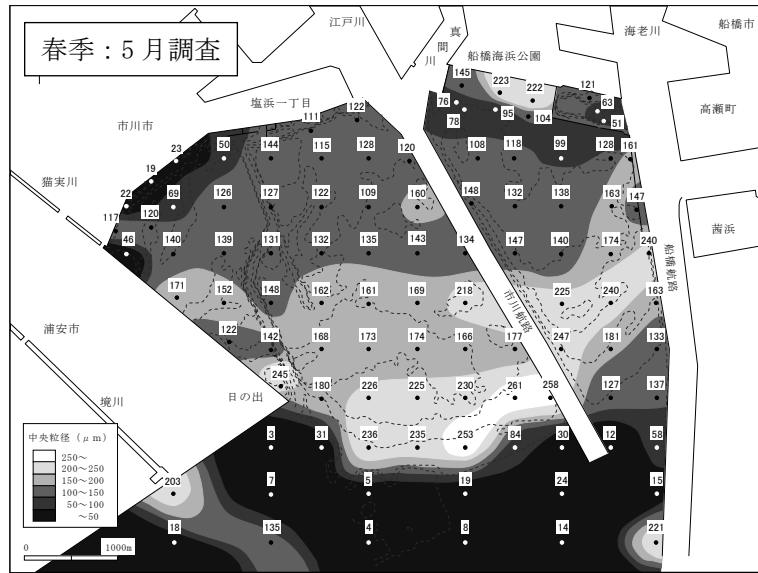 春季：5月調査
江戸川
真間川
船橋海浜公園
海老川
船橋市
塩浜一丁目
市川市
猫実川
高瀬町
茜浜
船橋航路
市川航路
浦安市
境川
日の出
145 223 222 121
76 63
78 95 104 51
111 122
23 50 144 115 128 120 108 118 99 128 161
19
22 69 126 127 122 109 160 148 132 138 163 147
117 120
46 140 139 131 132 135 143 134 147 140 174 240
171 152 148 162 161 169 218 225 240 163
122 142 168 173 174 166 177 247 181 133
245 180 226 225 230 261 258 127 137
3 31 236 235 253 84 30 12 58
203 7 5 19 24 15
18 135 4 8 14 221
中央粒径（μm）
250～
200～250
150～200
100～150
50～100
～50
0 1000m